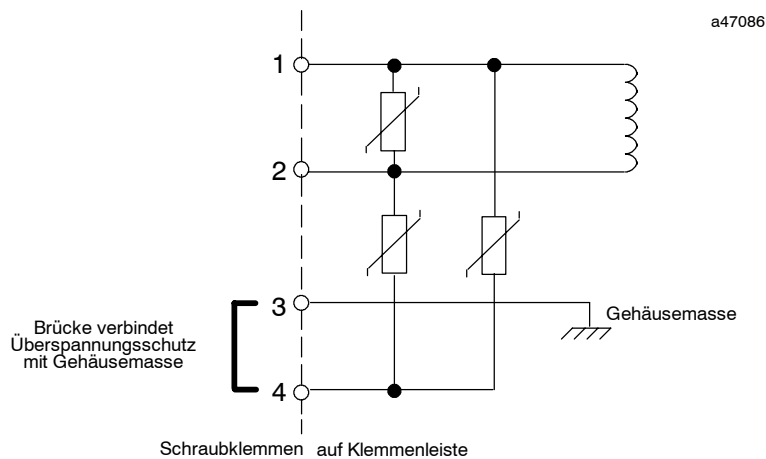 a47086
1
2
3
Gehäusemasse
Brücke verbindet
Überspannungsschutz
mit Gehäusemasse
4
Schraubklemmen auf Klemmenleiste